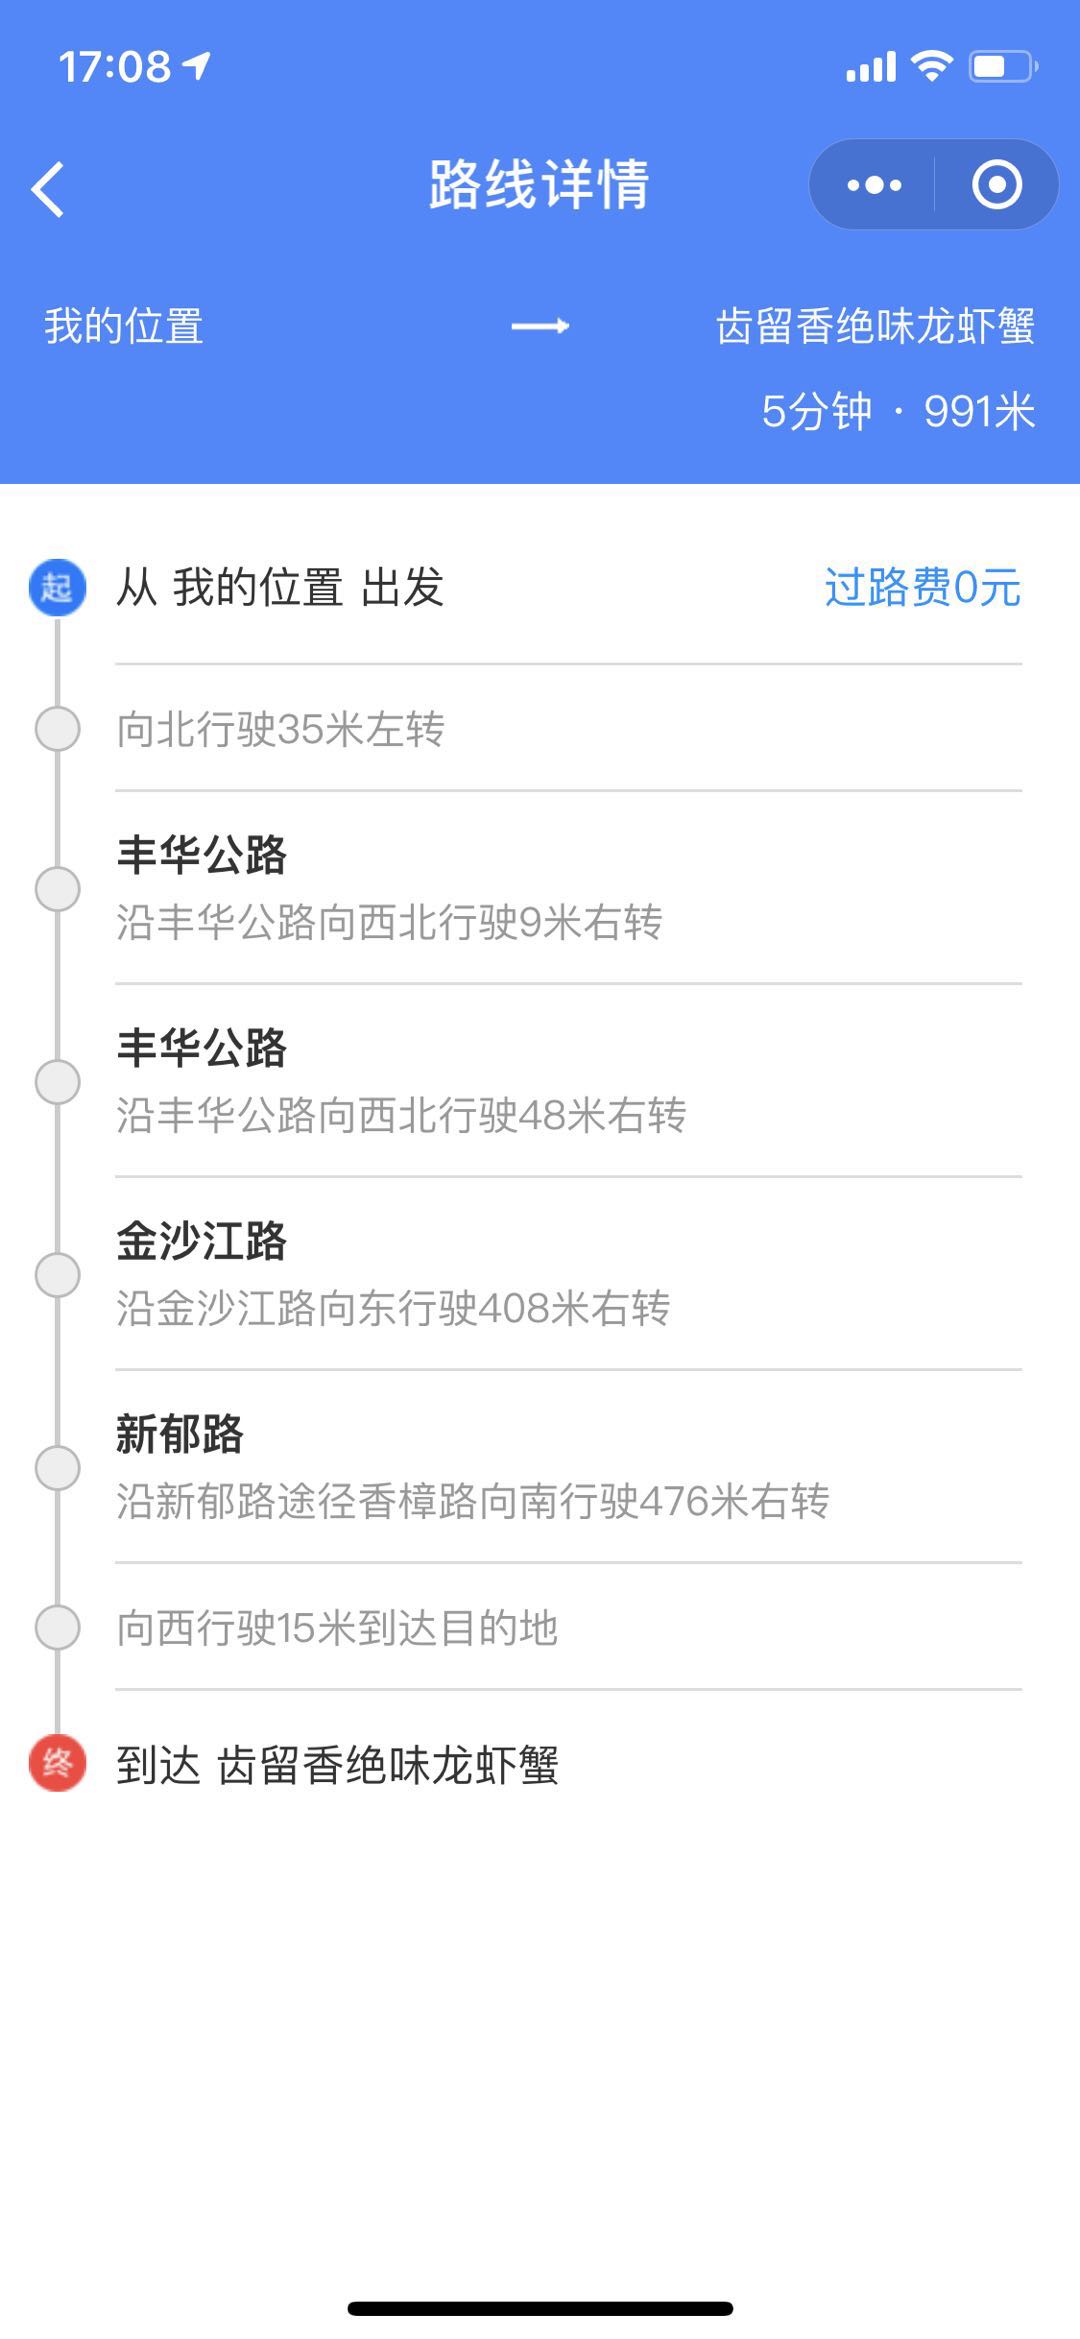 17:08
路线详情
我的位置
齿留香绝味龙虾蟹
5分钟 · 991米
起
从 我的位置 出发
过路费0元
向北行驶35米左转
丰华公路
沿丰华公路向西北行驶9米右转
丰华公路
沿丰华公路向西北行驶48米右转
金沙江路
沿金沙江路向东行驶408米右转
新郁路
沿新郁路途径香樟路向南行驶476米右转
向西行驶15米到达目的地
终
到达 齿留香绝味龙虾蟹